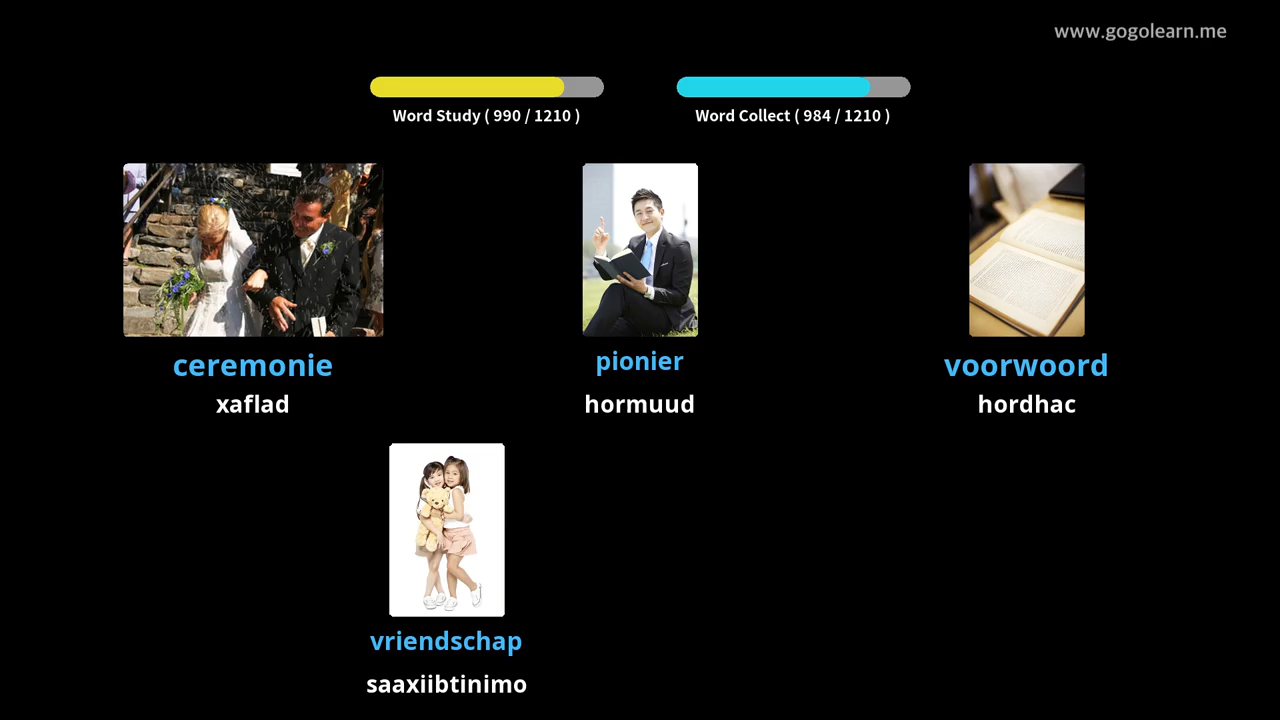 www.gogolearn.me
Word Study ( 990 / 1210 )
Word Collect ( 984 / 1210 )
ceremonie
xaflad
pionier
hormuud
voorwoord
hordhac
vriendschap
saaxiibtinimo